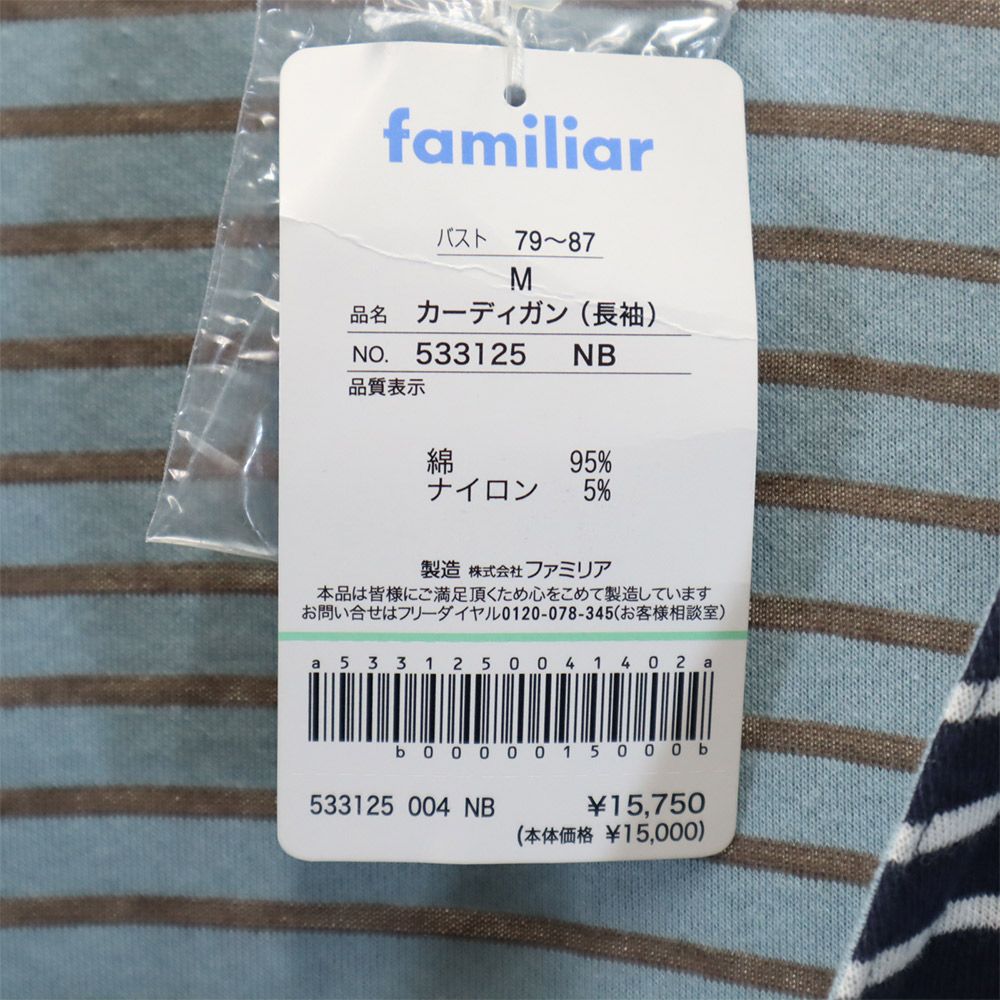 familiar
バスト 79～87
M
品名 カーディガン（長袖）
NO. 533125 NB
品質表示
綿 95%
ナイロン 5%
製造 株式会社ファミリア
本品は皆様にご満足頂くため心をこめて製造しています
お問い合せはフリーダイヤル0120-078-345(お客様相談室)
a5331250041402a
b0000015000b
533125 004 NB ¥15,750
(本体価格 ¥15,000)